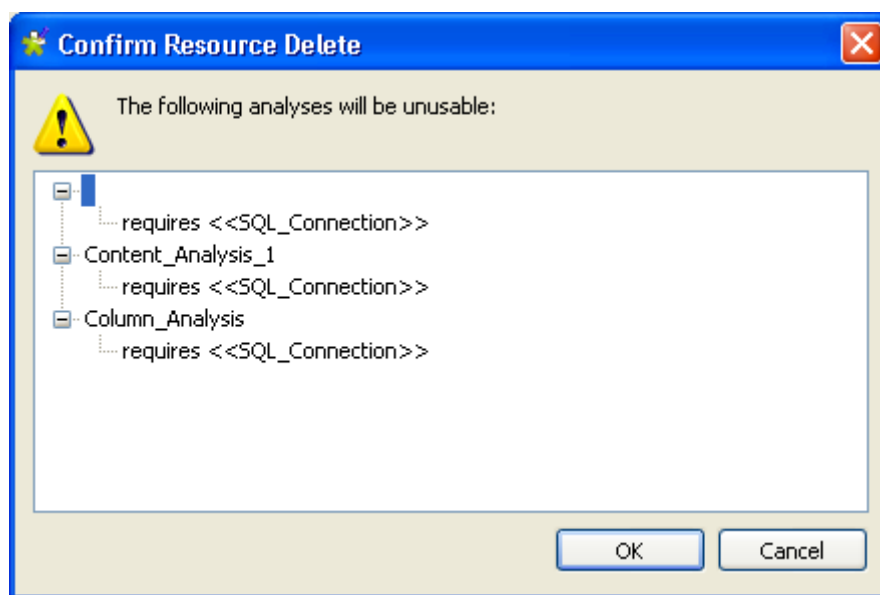 Confirm Resource Delete
The following analyses will be unusable:
requires <<SQL_Connection>>
Content_Analysis_1
requires <<SQL_Connection>>
Column_Analysis
requires <<SQL_Connection>>
OK
Cancel